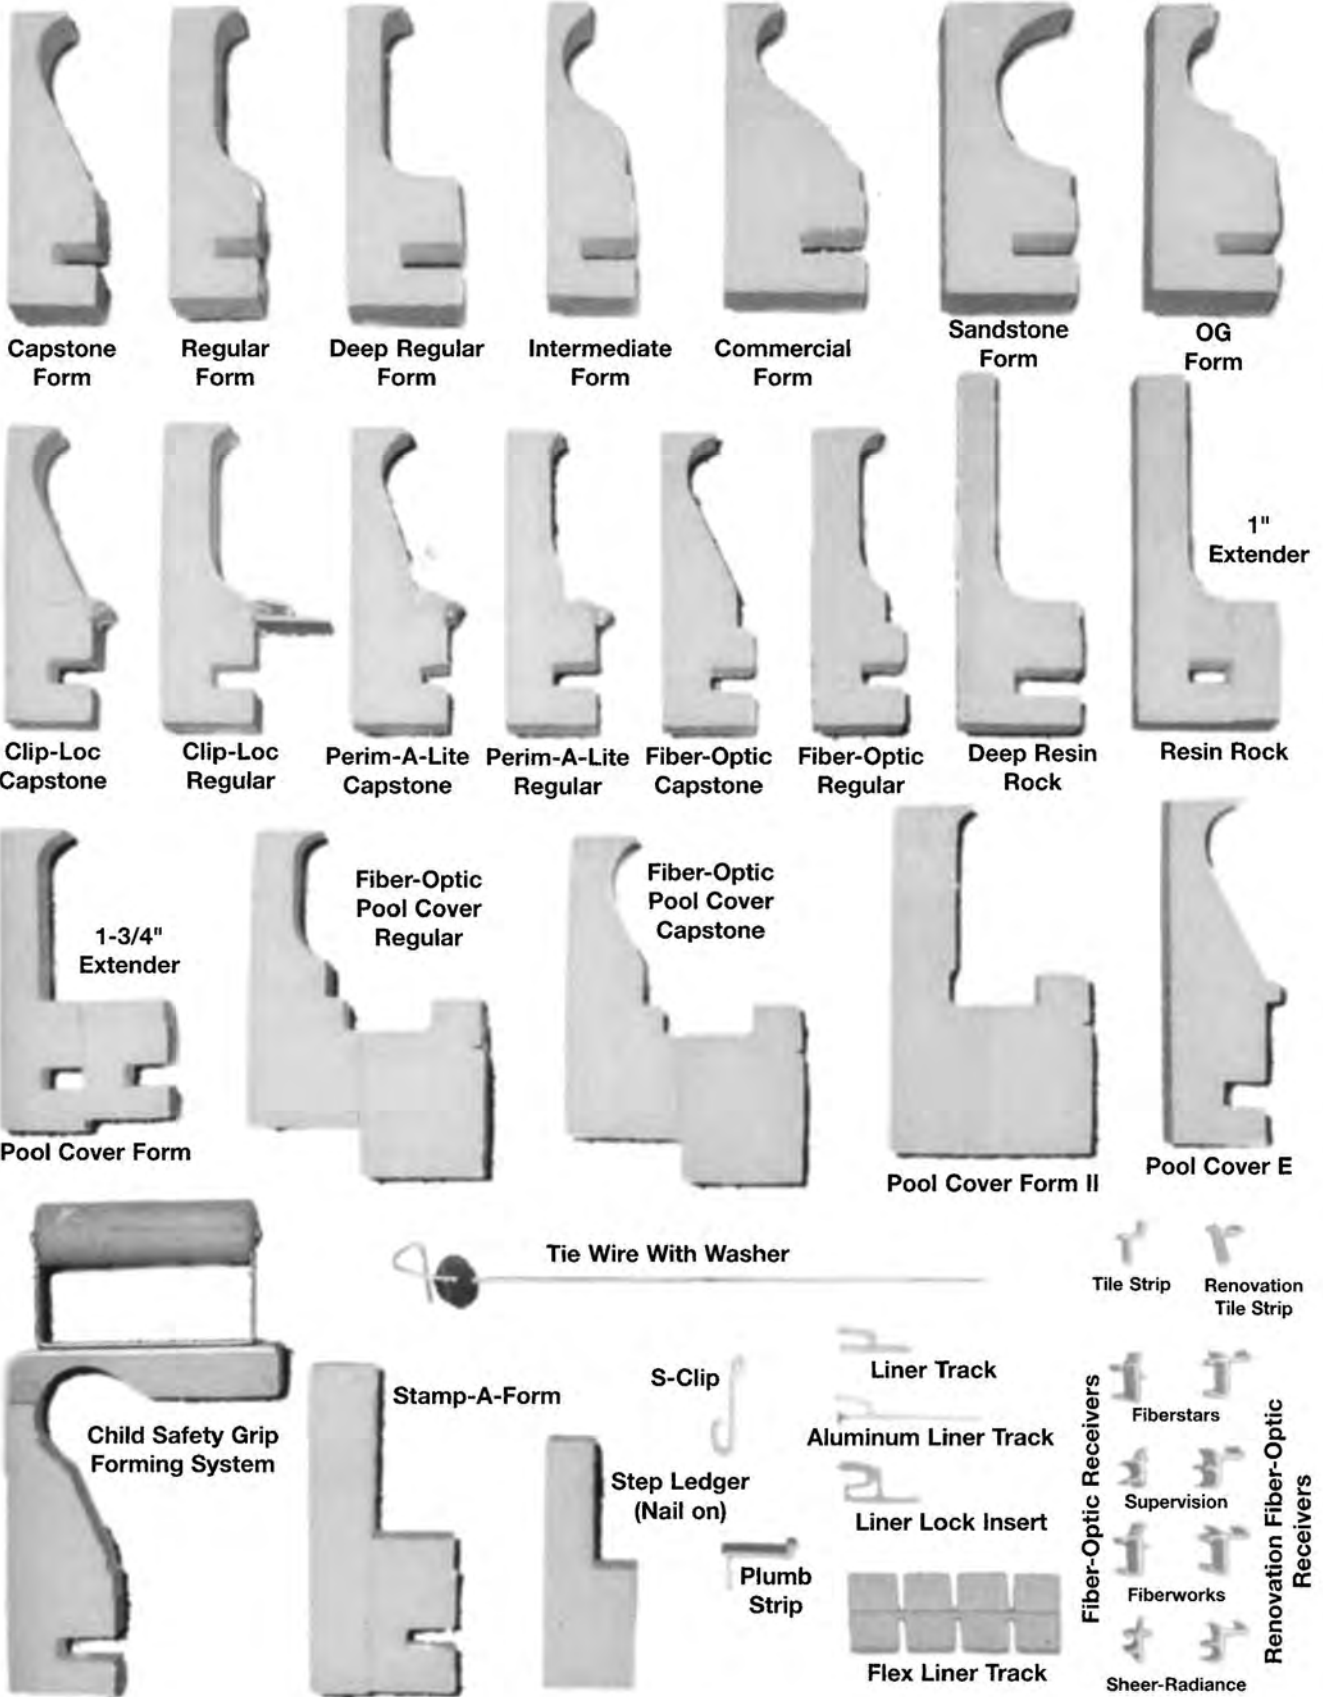 Capstone
Form
Regular
Form
Deep Regular
Form
Intermediate
Form
Commercial
Form
Sandstone
Form
OG
Form
Clip-Loc
Capstone
Clip-Loc
Regular
Perim-A-Lite
Capstone
Perim-A-Lite
Regular
Fiber-Optic
Capstone
Fiber-Optic
Regular
Deep Resin
Rock
1"
Extender
Resin Rock
1-3/4"
Extender
Pool Cover Form
Fiber-Optic
Pool Cover
Regular
Fiber-Optic
Pool Cover
Capstone
Pool Cover Form II
Pool Cover E
Child Safety Grip
Forming System
Tie Wire With Washer
Stamp-A-Form
S-Clip
Step Ledger
(Nail on)
Plumb
Strip
Liner Track
Aluminum Liner Track
Liner Lock Insert
Flex Liner Track
Tile Strip
Renovation
Tile Strip
Fiber-Optic Receivers
Fiberstars
Supervision
Fiberworks
Sheer-Radiance
Renovation Fiber-Optic
Receivers